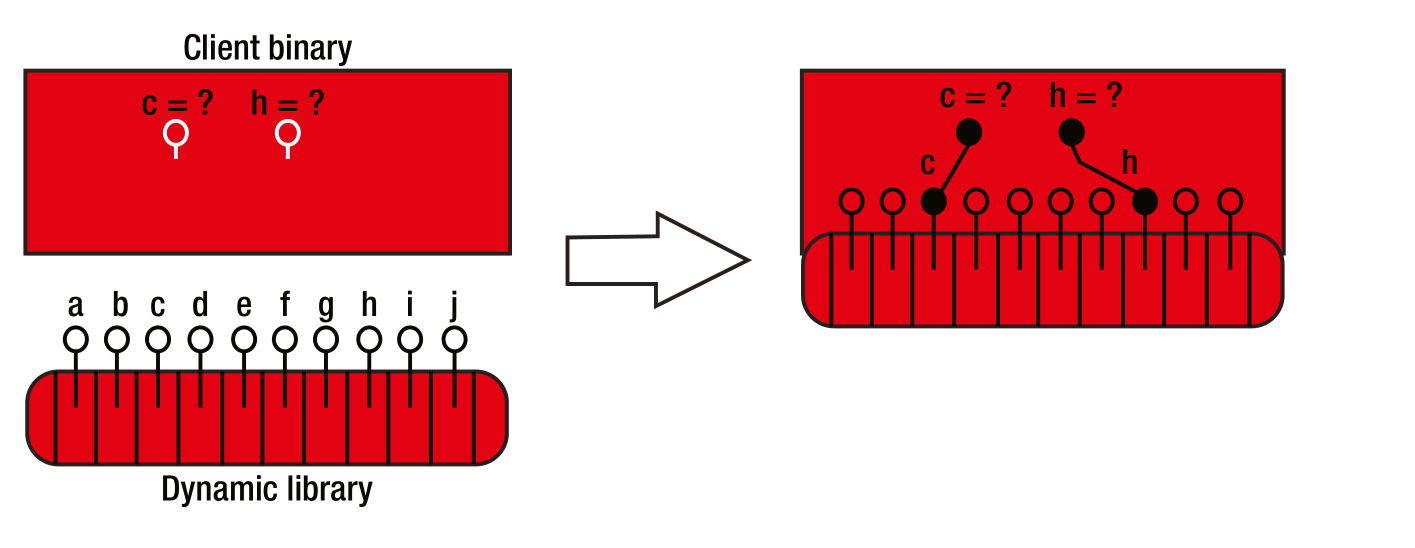 Client binary
c = ? h = ?
a b c d e f g h i j
Dynamic library
c = ? h = ?
c h